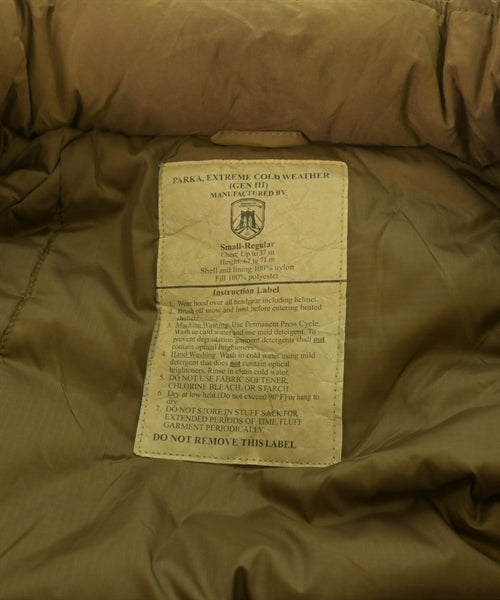 PARKA, EXTREME COLD WEATHER
(GEN III)
MANUFACTURED BY
Small-Regular
Chest: Up to 37 in
Height: 67 to 71 in
Shell and lining 100% nylon
Fill 100% polyester
Instruction Label
1. Wear hood over all headgear including helmet.
2. Brush off snow and frost before entering heated
shelters.
3. Machine Washing. Use Permanent Press Cycle.
Wash in cold water and use mild detergent. To
prevent degradation garment detergents shall not
contain optical brighteners.
4. Hand Washing. Wash in cold water using mild
detergent that does not contain optical
brighteners. Rinse in clean cold water.
5. DO NOT USE FABRIC SOFTENER,
CHLORINE BLEACH, OR STARCH.
6. Dry at low heat (Do not exceed 90°F) or hang to
dry.
7. DO NOT STORE IN STUFF SACK FOR
EXTENDED PERIODS OF TIME, FLUFF
GARMENT PERIODICALLY.
DO NOT REMOVE THIS LABEL